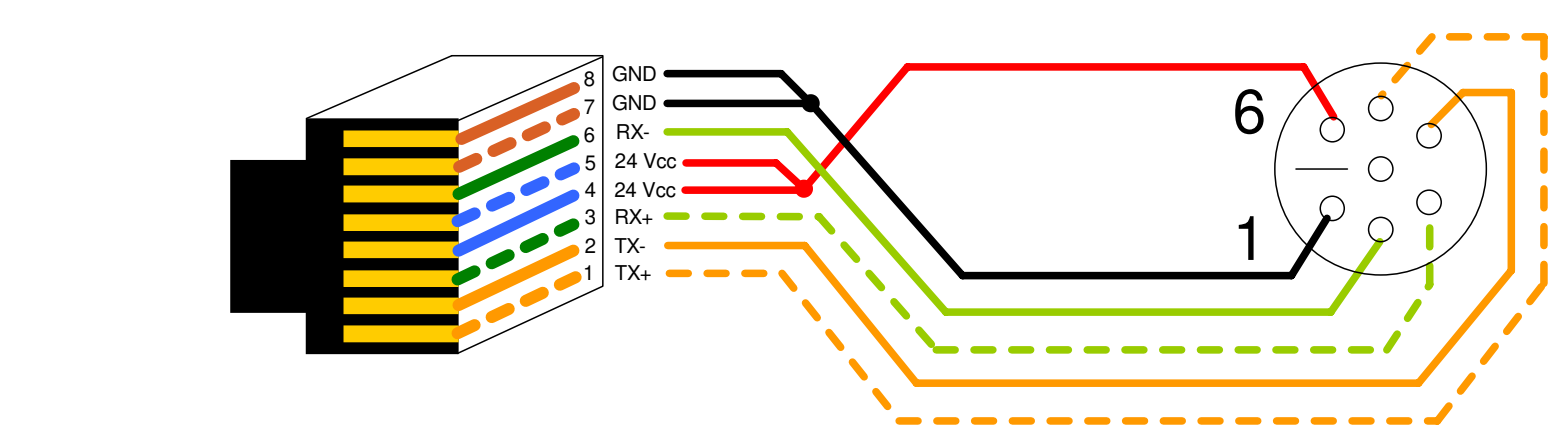 8 GND
7 GND
6 RX-
5 24 Vcc
4 24 Vcc
3 RX+
2 TX-
1 TX+
6
1